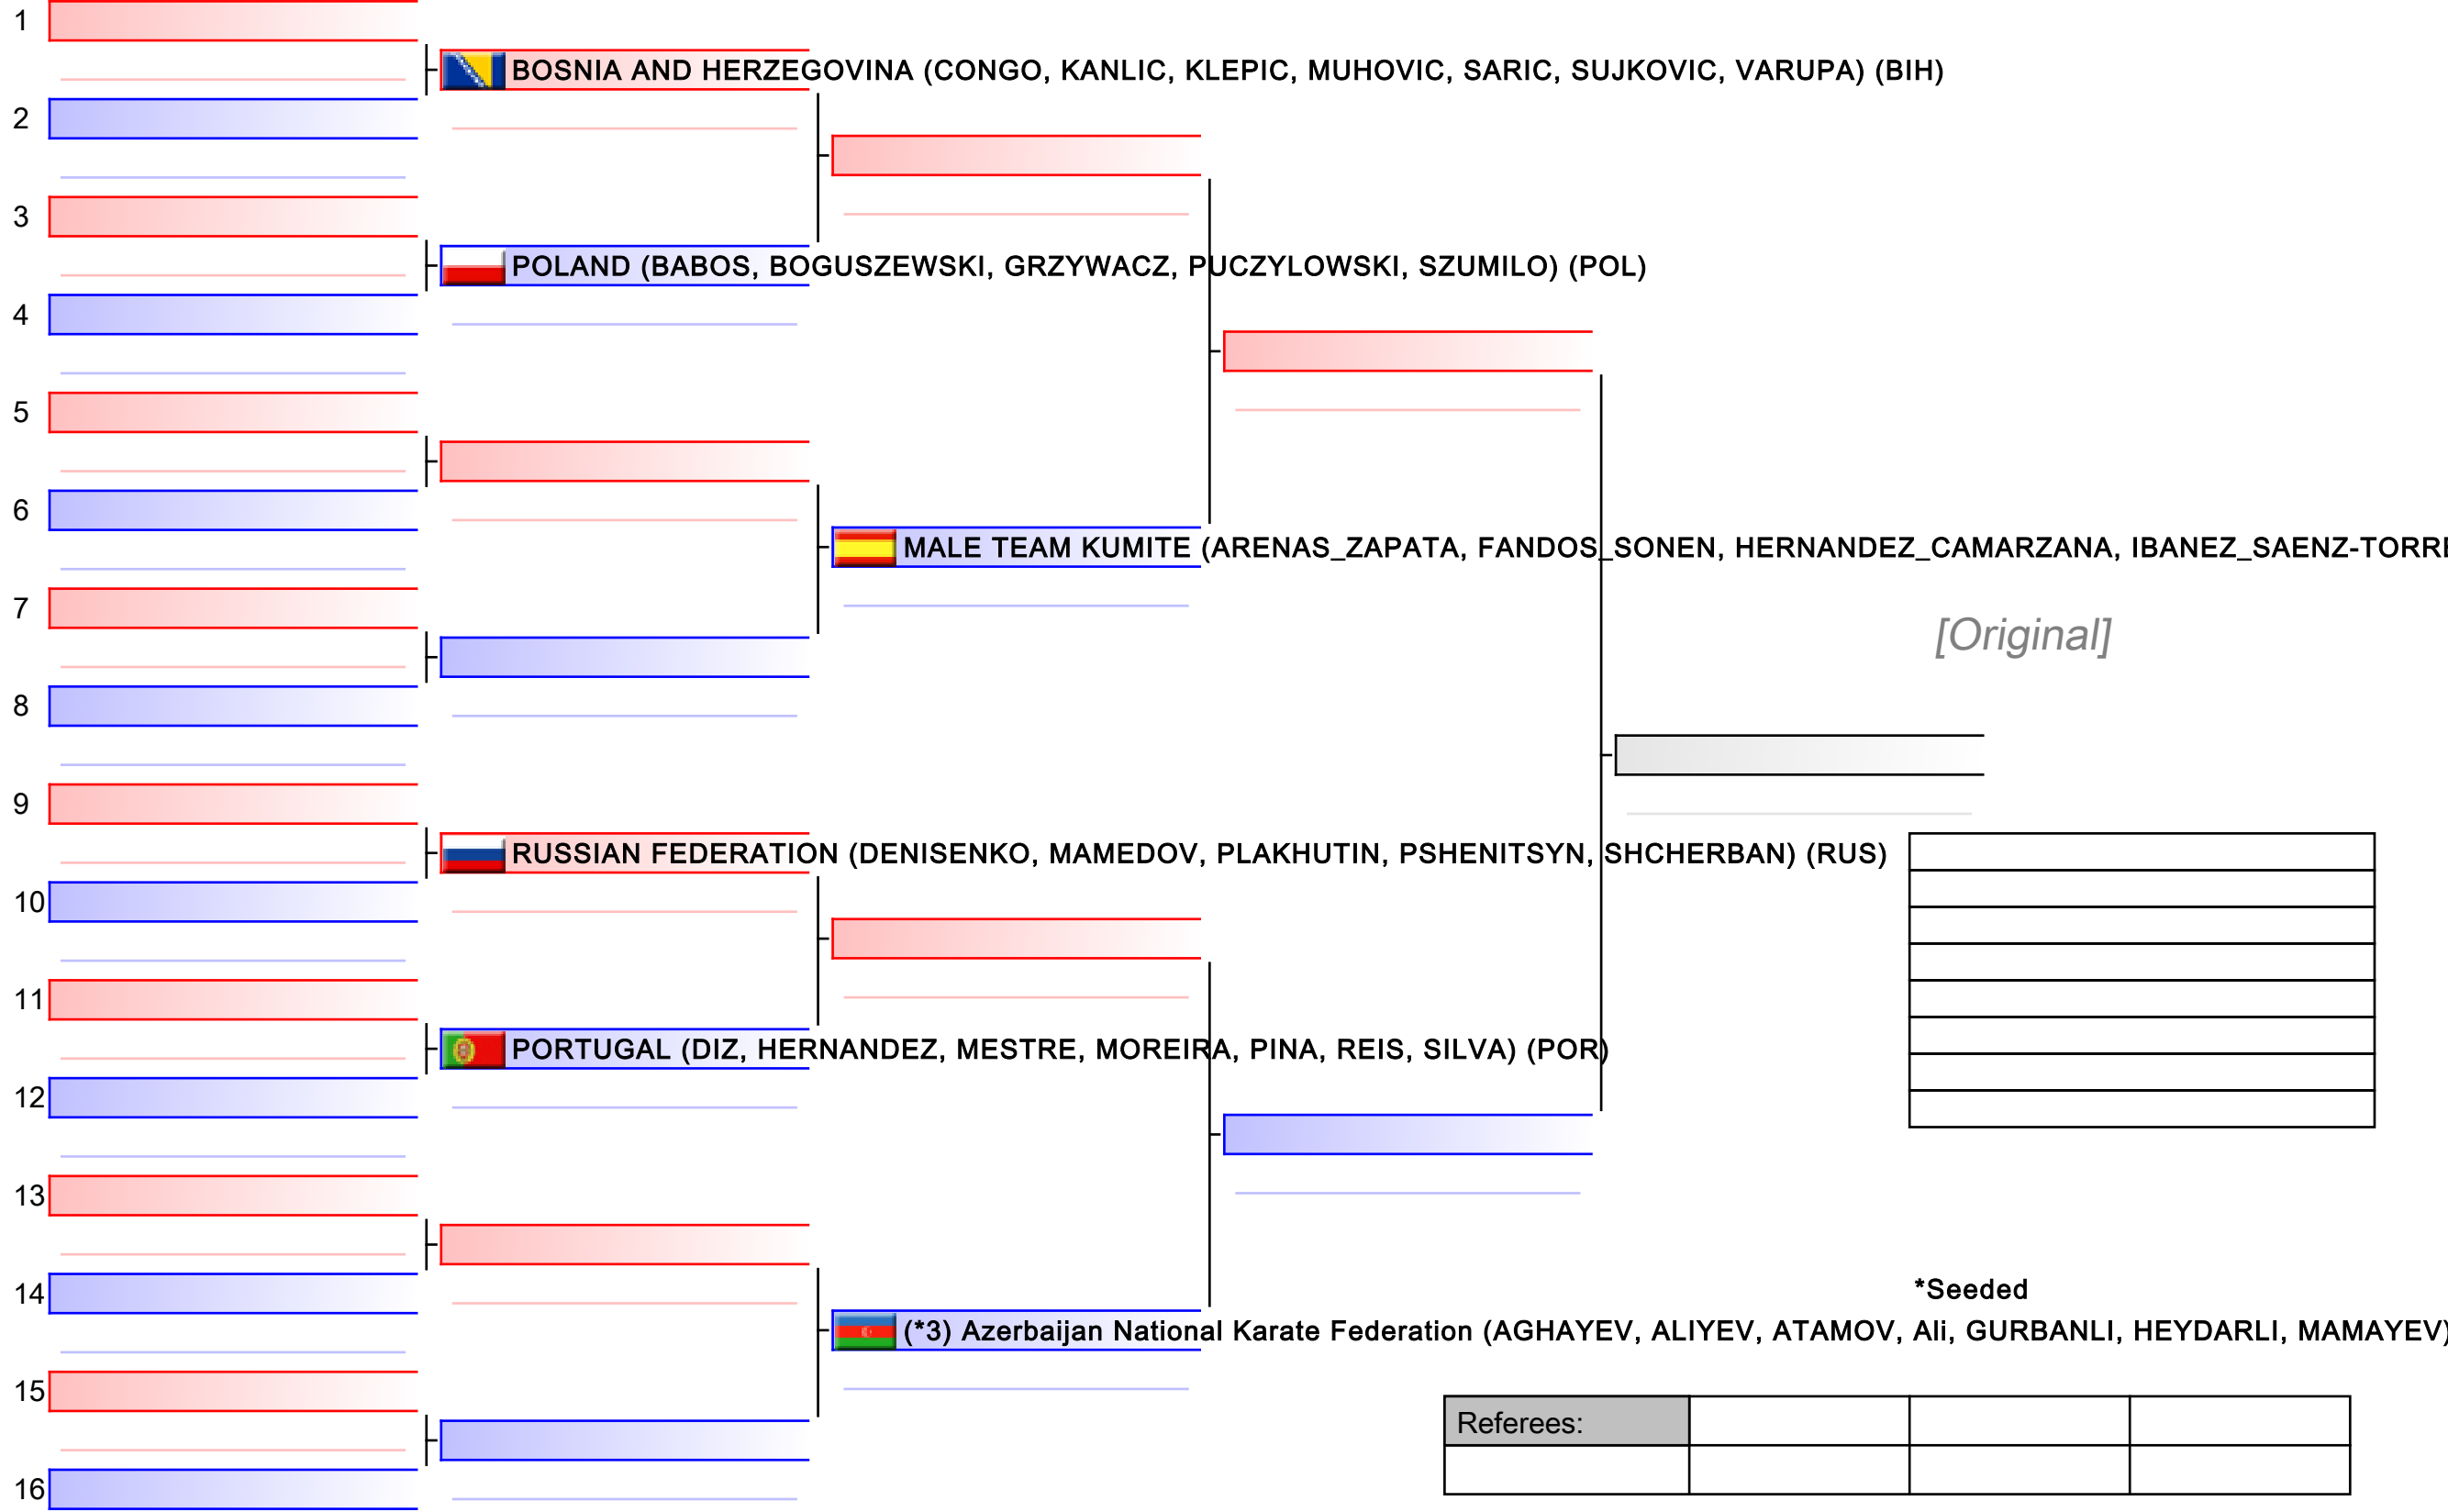 1
BOSNIA AND HERZEGOVINA (CONGO, KANLIC, KLEPIC, MUHOVIC, SARIC, SUJKOVIC, VARUPA) (BIH)
2
3
POLAND (BABOS, BOGUSZEWSKI, GRZYWACZ, PUCZYLOWSKI, SZUMILO) (POL)
4
5
6
MALE TEAM KUMITE (ARENAS_ZAPATA, FANDOS_SONEN, HERNANDEZ_CAMARZANA, IBANEZ_SAENZ-TORRE
7
[Original]
8
9
RUSSIAN FEDERATION (DENISENKO, MAMEDOV, PLAKHUTIN, PSHENITSYN, SHCHERBAN) (RUS)
10
11
PORTUGAL (DIZ, HERNANDEZ, MESTRE, MOREIRA, PINA, REIS, SILVA) (POR)
12
13
14
*Seeded
(*3) Azerbaijan National Karate Federation (AGHAYEV, ALIYEV, ATAMOV, Ali, GURBANLI, HEYDARLI, MAMAYEV)
15
Referees:
16